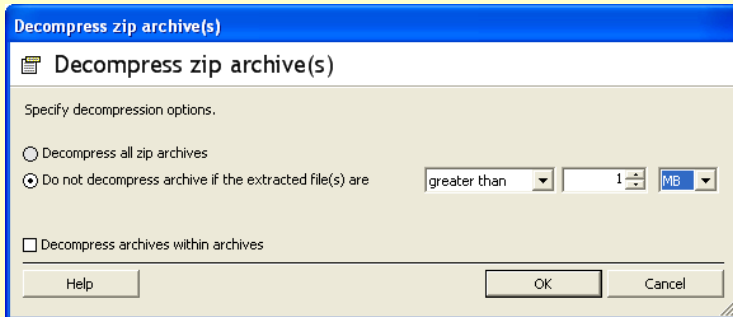 Decompress zip archive(s)
Decompress zip archive(s)
Specify decompression options.
Decompress all zip archives
Do not decompress archive if the extracted file(s) are greater than 1 MB
Decompress archives within archives
Help OK Cancel